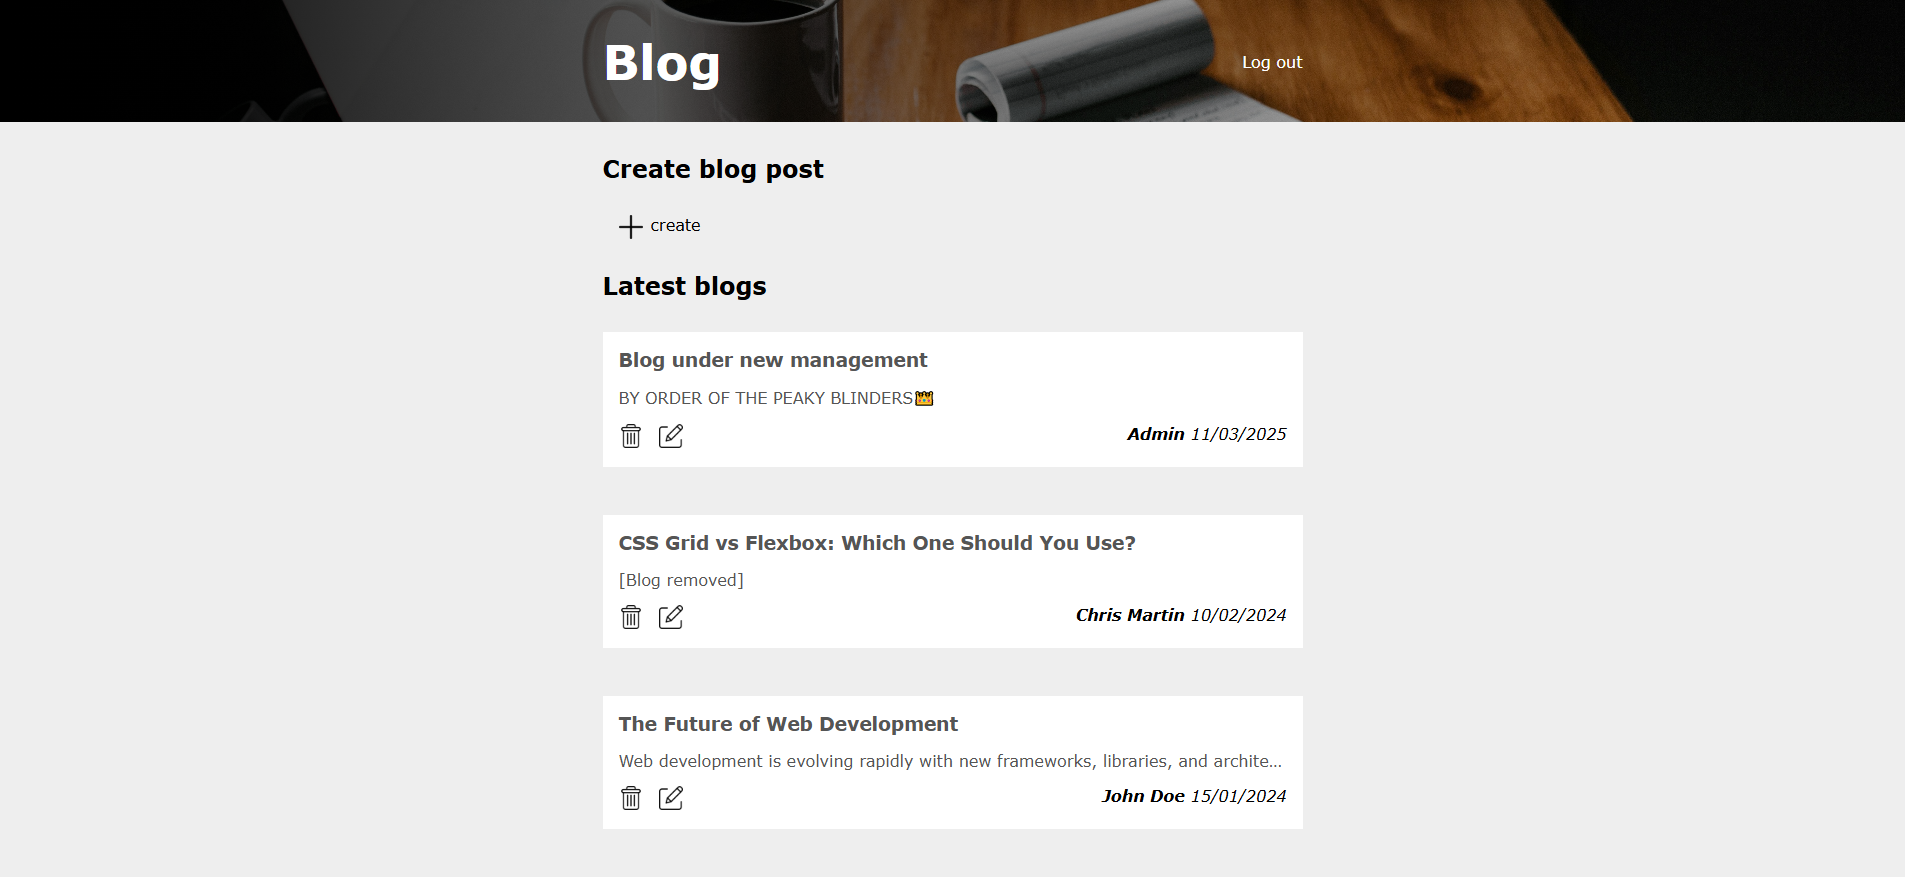 Blog
Log out
Create blog post
create
Latest blogs
Blog under new management
BY ORDER OF THE PEAKY BLINDERS👑
Admin 11/03/2025
CSS Grid vs Flexbox: Which One Should You Use?
[Blog removed]
Chris Martin 10/02/2024
The Future of Web Development
Web development is evolving rapidly with new frameworks, libraries, and archite...
John Doe 15/01/2024